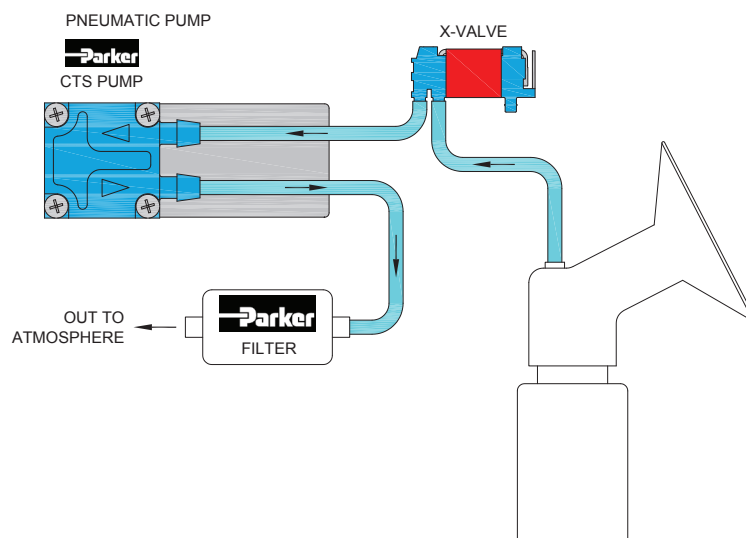 PNEUMATIC PUMP
Parker
CTS PUMP
X-VALVE
OUT TO
ATMOSPHERE
Parker
FILTER